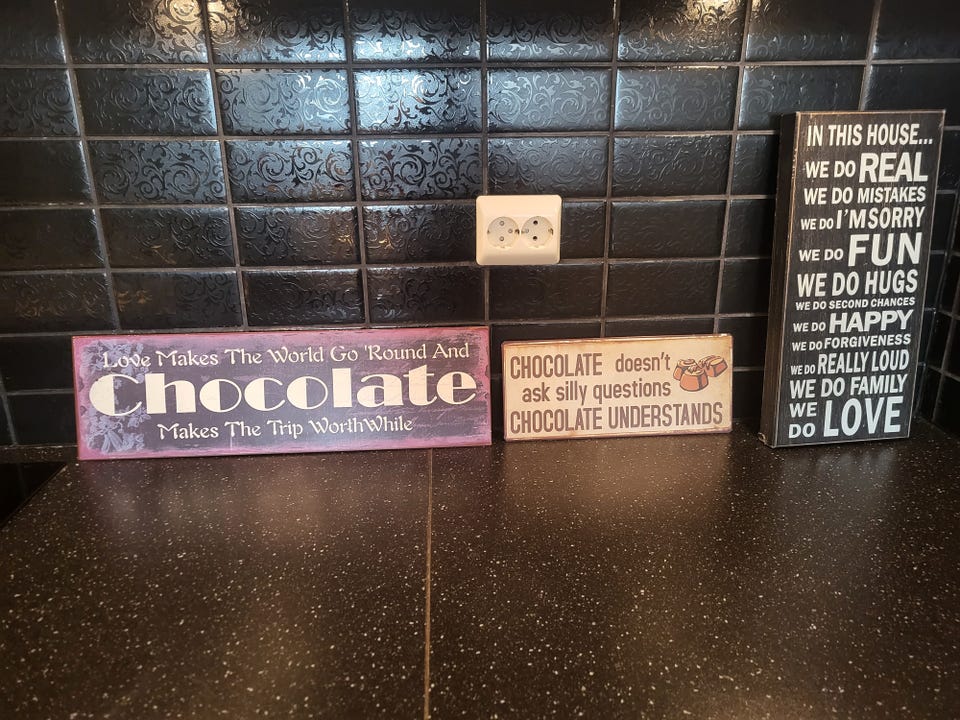 Love Makes The World Go 'Round And
Chocolate
Makes The Trip WorthWhile
CHOCOLATE doesn't
ask silly questions
CHOCOLATE UNDERSTANDS
IN THIS HOUSE...
WE DO REAL
WE DO MISTAKES
WE DO I'M SORRY
WE DO FUN
WE DO HUGS
WE DO SECOND CHANCES
WE DO HAPPY
WE DO FORGIVENESS
WE DO REALLY LOUD
WE DO FAMILY
WE DO LOVE